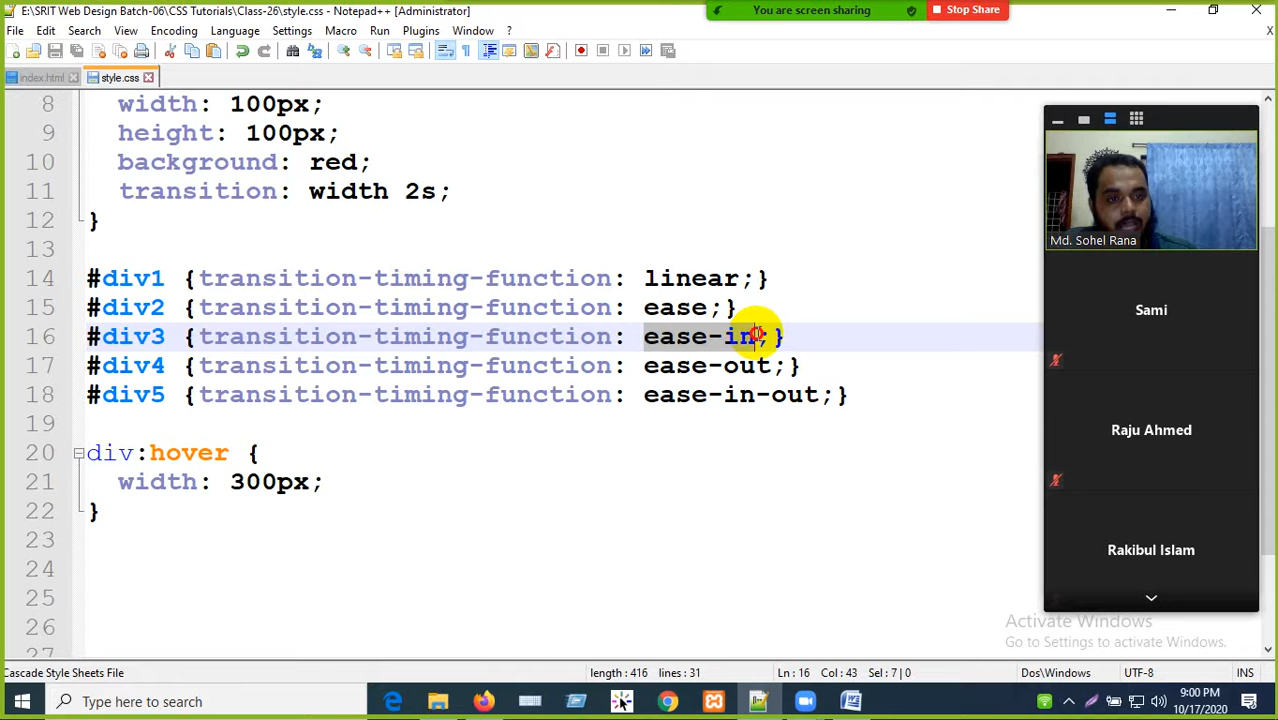 E:\SRIT Web Design Batch-06\CSS Tutorials\Class-26\style.css - Notepad++ [Administrator]
You are screen sharing
Stop Share
File Edit Search View Encoding Language Settings Macro Run Plugins Window ?
X
index.html style.css
8 width: 100px;
9 height: 100px;
10 background: red;
11 transition: width 2s;
12 }
13
14 #div1 {transition-timing-function: linear;}
15 #div2 {transition-timing-function: ease;}
16 #div3 {transition-timing-function: ease-in;}
17 #div4 {transition-timing-function: ease-out;}
18 #div5 {transition-timing-function: ease-in-out;}
19
20 div:hover {
21 width: 300px;
22 }
23
24
25
26
27
Md. Sohel Rana
Sami
Raju Ahmed
Rakibul Islam
Activate Windows
Go to Settings to activate Windows.
Cascade Style Sheets File length : 416 lines : 31 Ln : 16 Col : 43 Sel : 7 | 0 Dos\Windows UTF-8 INS
Type here to search
9:00 PM
10/17/2020